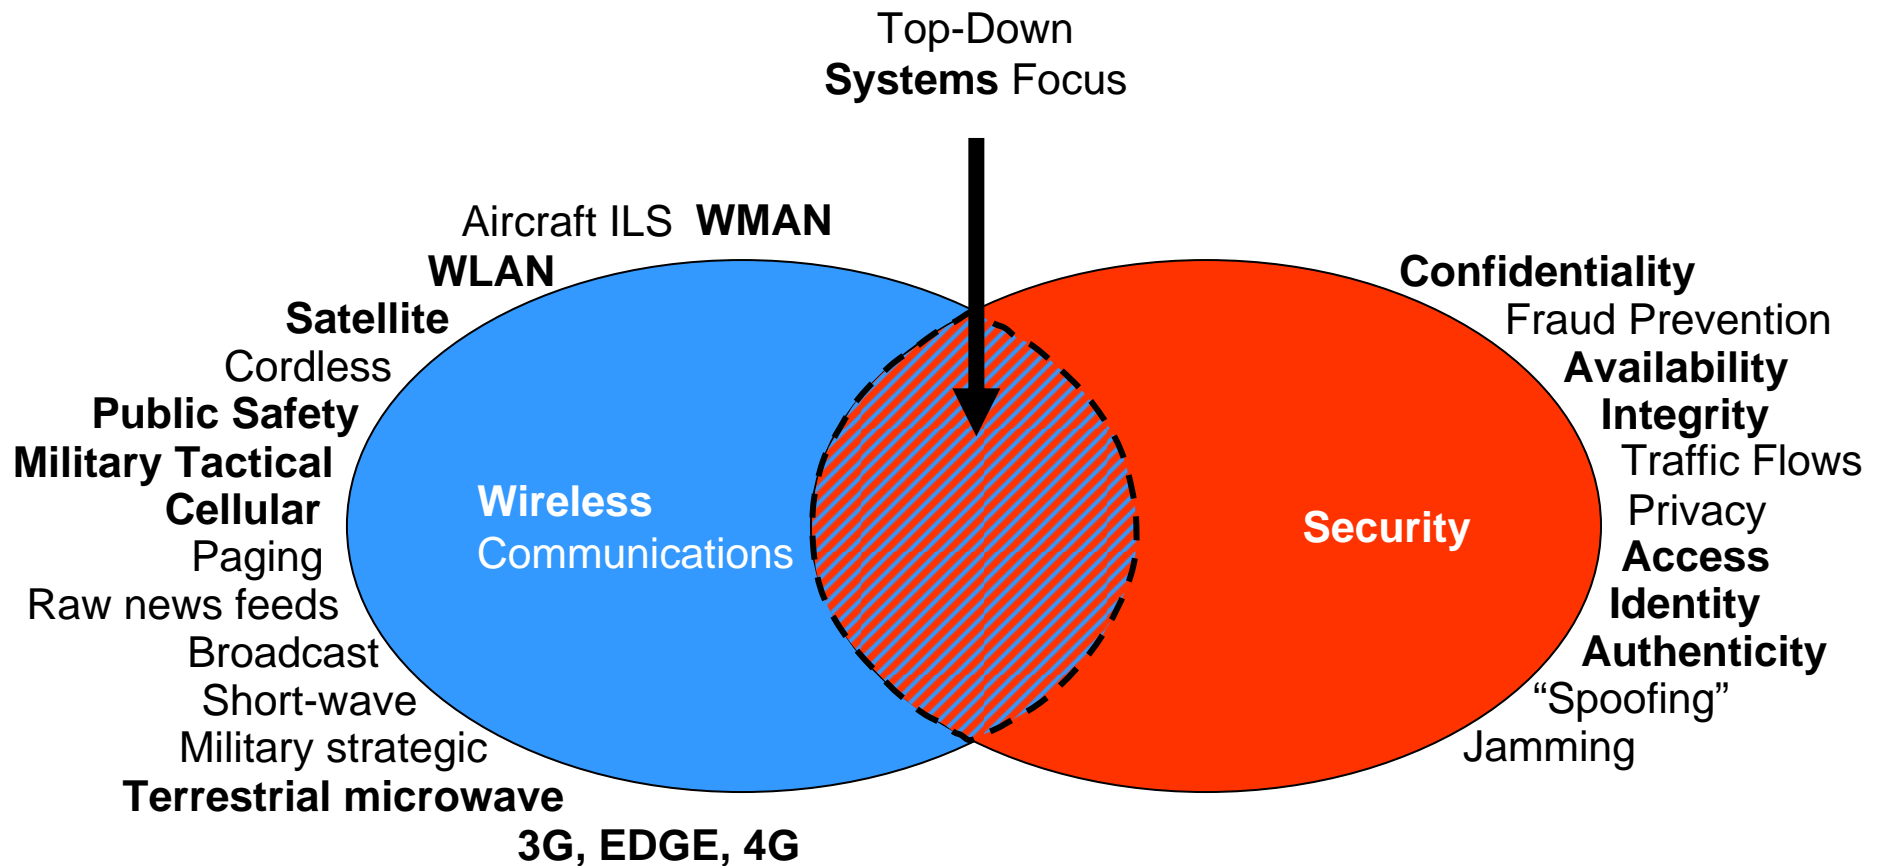 Top-Down
Systems Focus
Aircraft ILS WMAN
WLAN
Satellite
Cordless
Public Safety
Military Tactical
Cellular
Paging
Raw news feeds
Broadcast
Short-wave
Military strategic
Terrestrial microwave
3G, EDGE, 4G
Wireless
Communications
Security
Confidentiality
Fraud Prevention
Availability
Integrity
Traffic Flows
Privacy
Access
Identity
Authenticity
“Spoofing”
Jamming